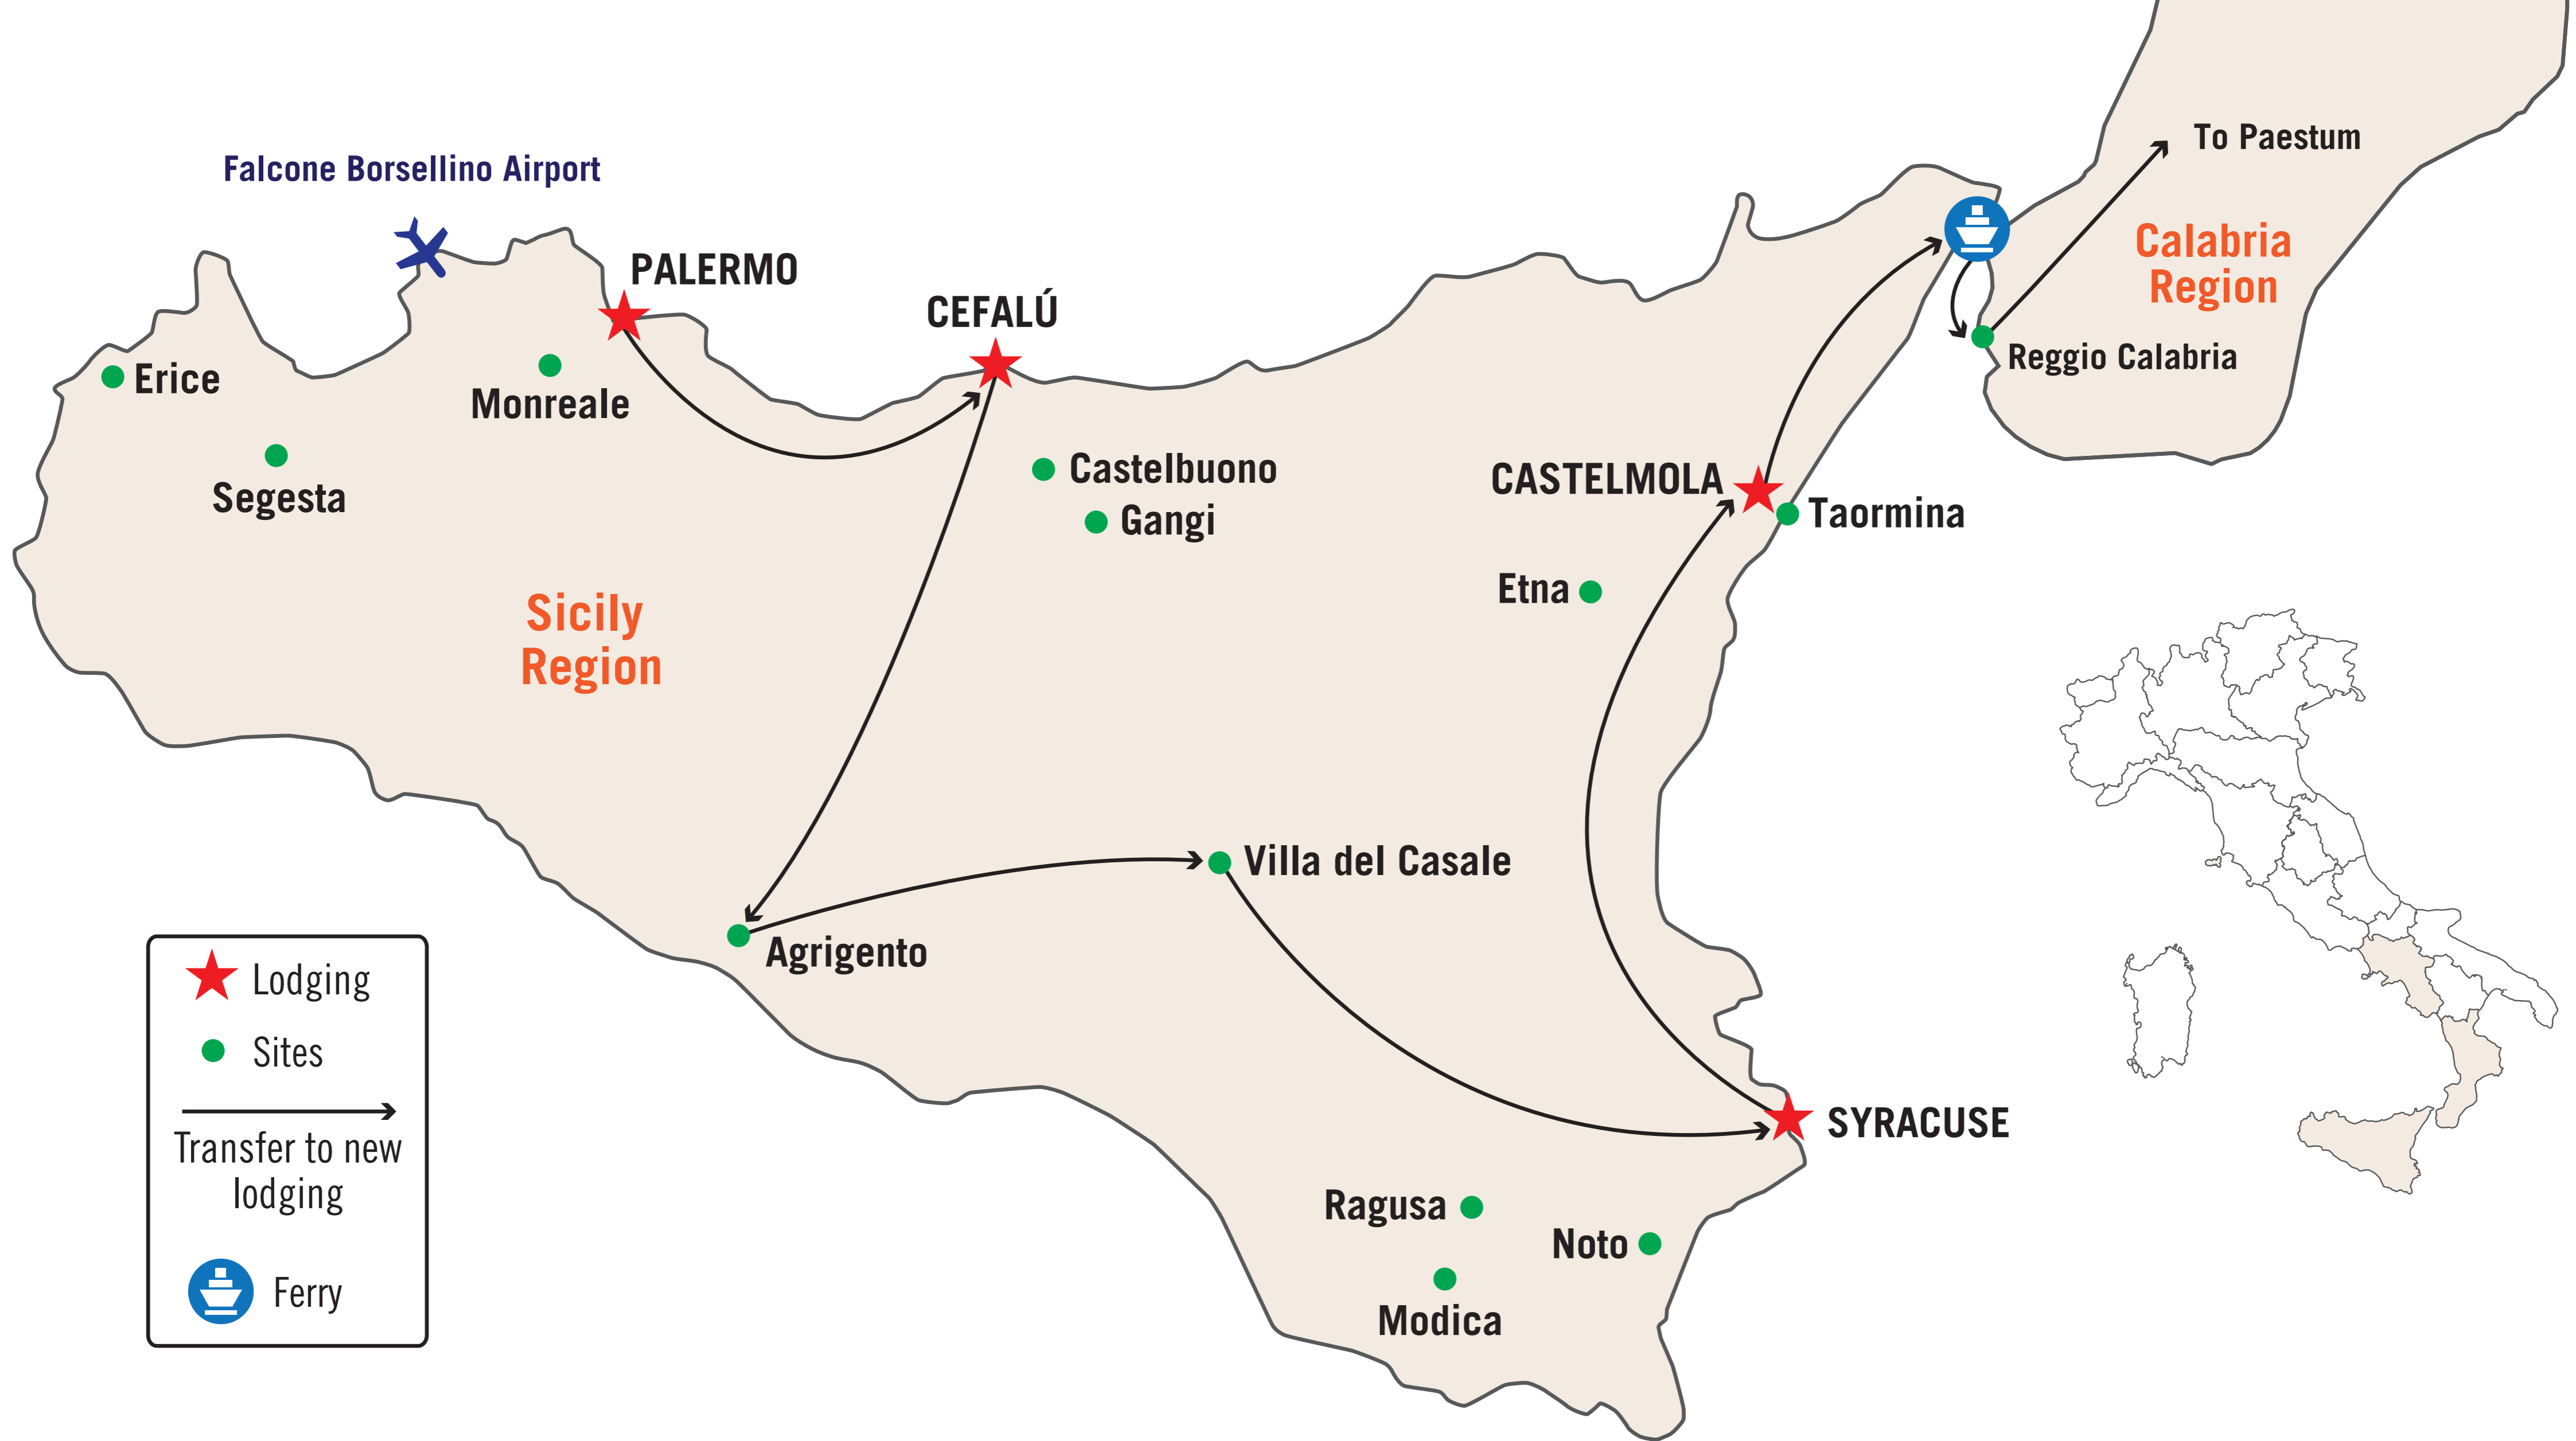 To Paestum
Falcone Borsellino Airport
Calabria
Region
PALERMO
CEFALÚ
Reggio Calabria
Erice
Monreale
Segesta
Castelbuono
Gangi
CASTELMOLA
Taormina
Etna
Sicily
Region
Villa del Casale
Agrigento
SYRACUSE
Ragusa
Noto
Modica
Lodging
Sites
Transfer to new
lodging
Ferry